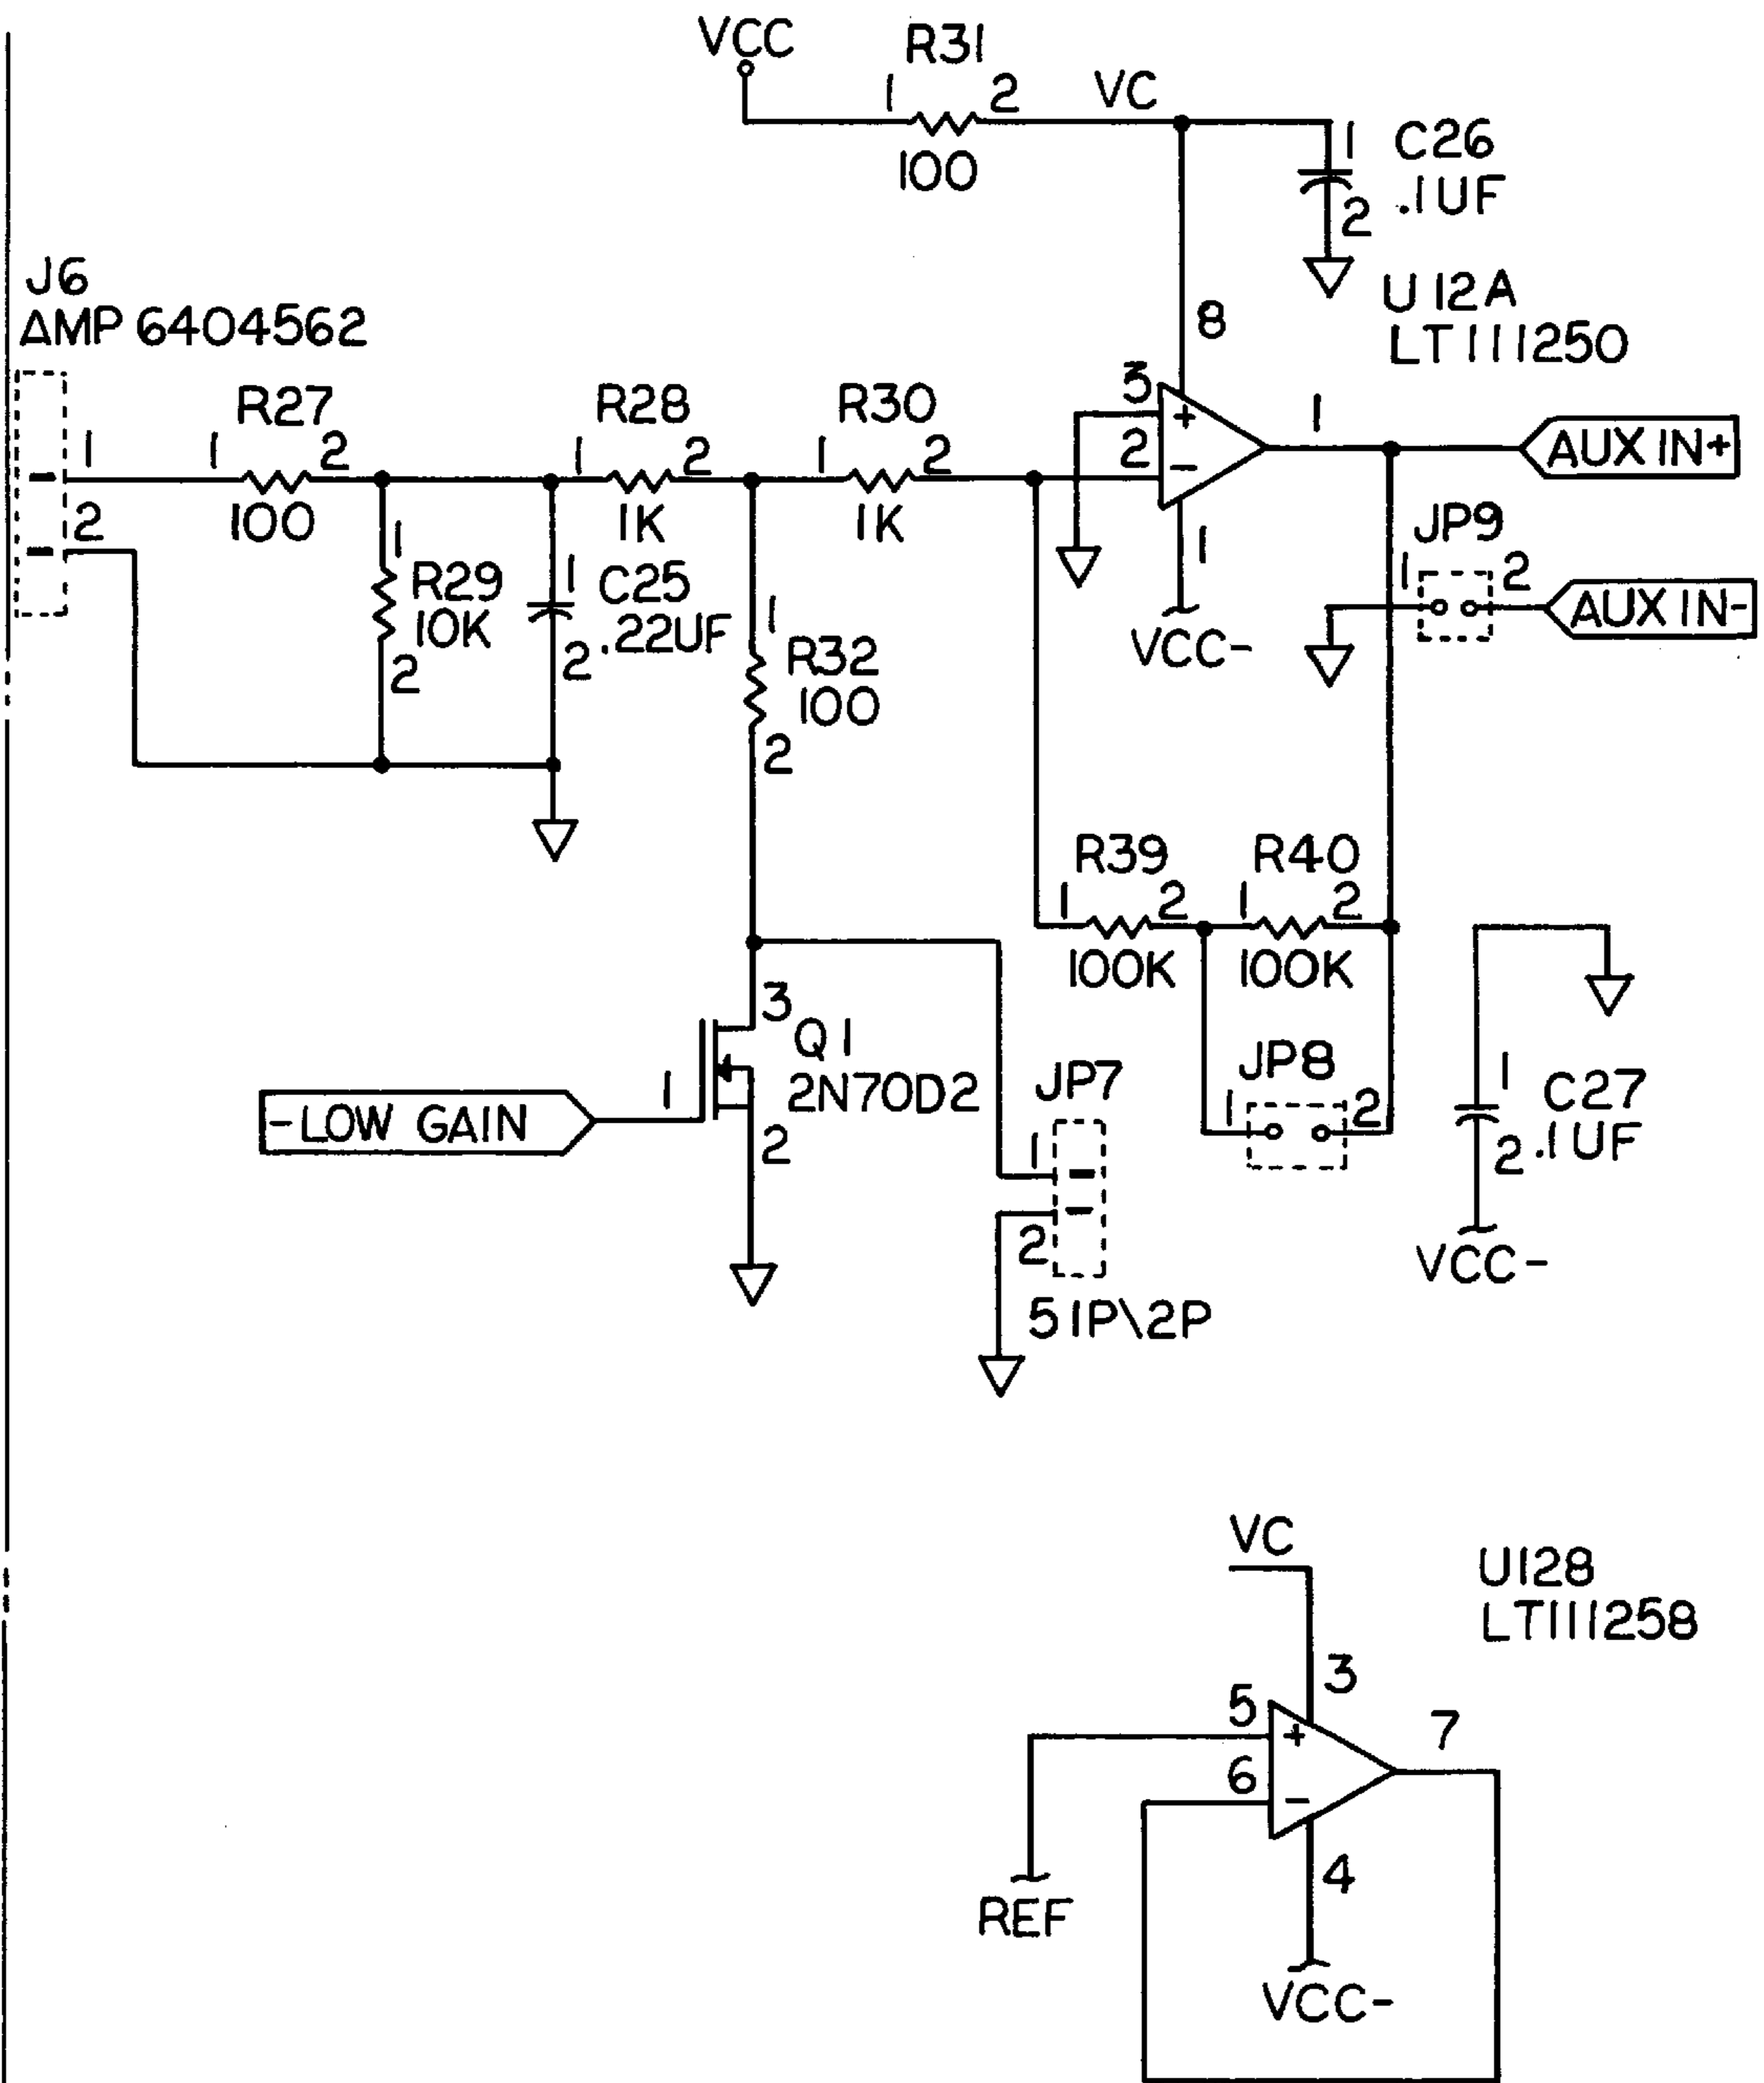 VCC
R31
1
2
VC
100
1
C26
.1UF
2
J6
ΔMP 6404562
U12A
LT111250
8
R27
R28
R30
3
1
1
1
2
1
2
1
2
2
+
-
AUX IN+
2
100
1K
1K
JP9
1
2
1
R29
10K
2
1
C25
.22UF
2
1
VCC-
AUX IN-
1
R32
100
2
R39
R40
1
2
1
2
100K
100K
3
Q1
2N70D2
1
-LOW GAIN
2
JP7
1
2
51P\2P
JP8
1
2
1
C27
.1UF
2
VCC-
VC
U128
LT111258
3
5
+
7
6
-
4
REF
VCC-